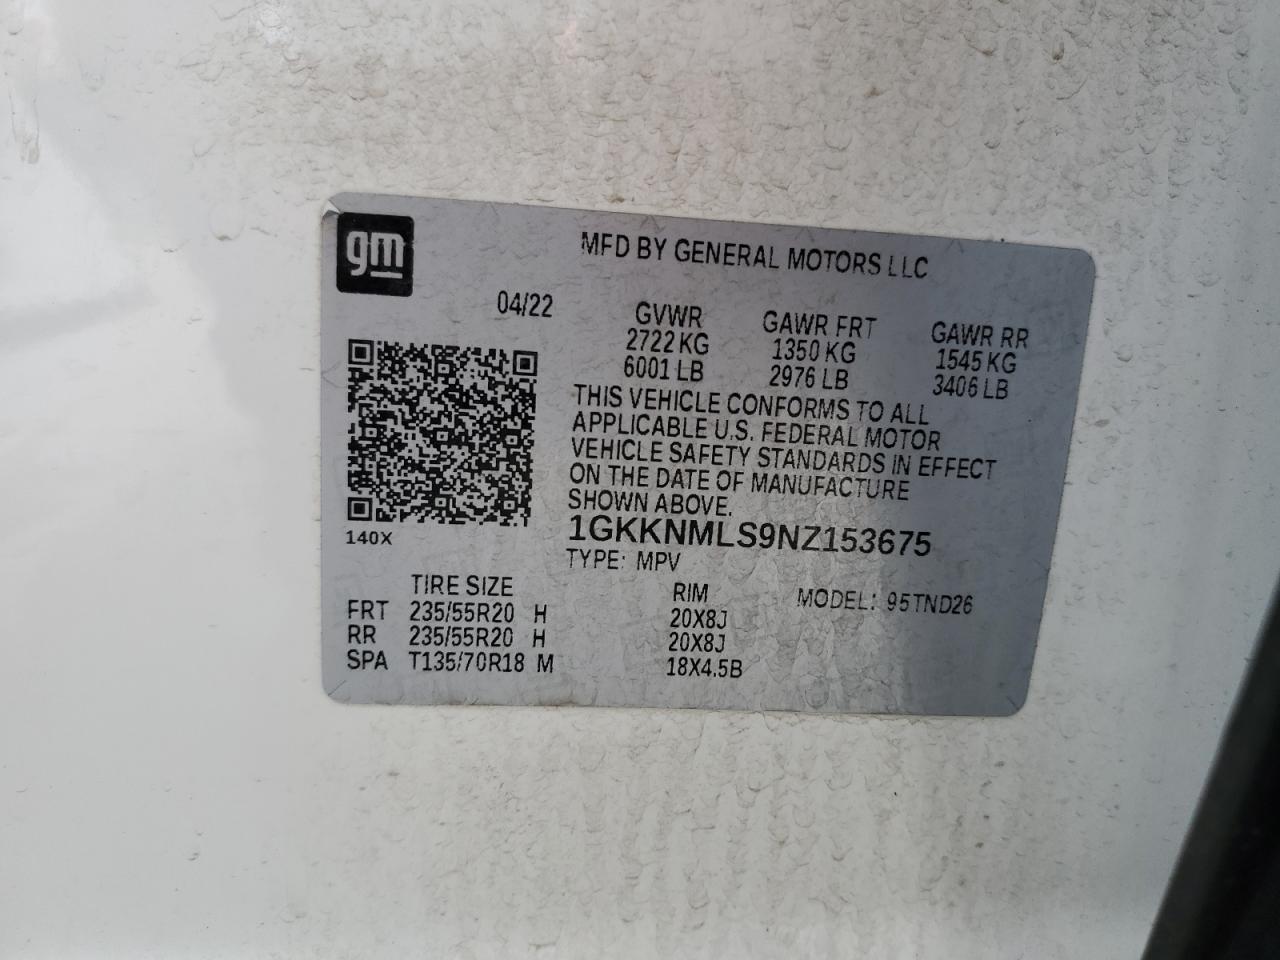 gm
MFD BY GENERAL MOTORS LLC
04/22
GVWR GAWR FRT GAWR RR
2722 KG 1350 KG 1545 KG
6001 LB 2976 LB 3406 LB
THIS VEHICLE CONFORMS TO ALL
APPLICABLE U.S. FEDERAL MOTOR
VEHICLE SAFETY STANDARDS IN EFFECT
ON THE DATE OF MANUFACTURE
SHOWN ABOVE.
140X
1GKKNMLS9NZ153675
TYPE: MPV
TIRE SIZE RIM MODEL: 95TND26
FRT 235/55R20 H 20X8J
RR 235/55R20 H 20X8J
SPA T135/70R18 M 18X4.5B